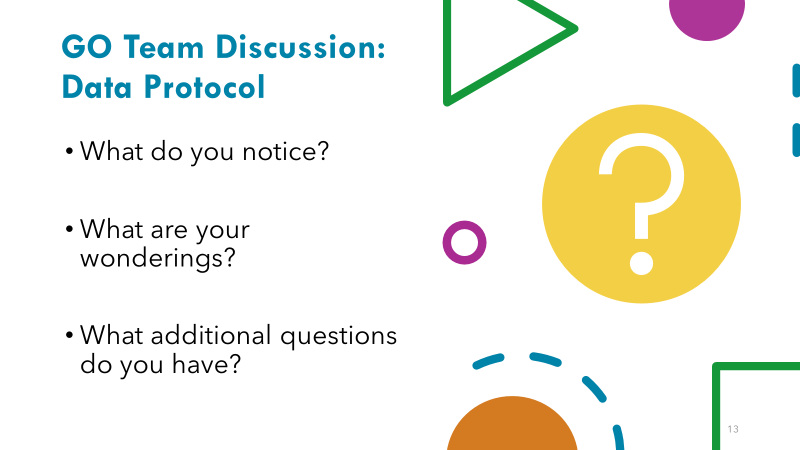 GO Team Discussion:
Data Protocol
• What do you notice?
• What are your
wonderings?
• What additional questions
do you have?
?
13